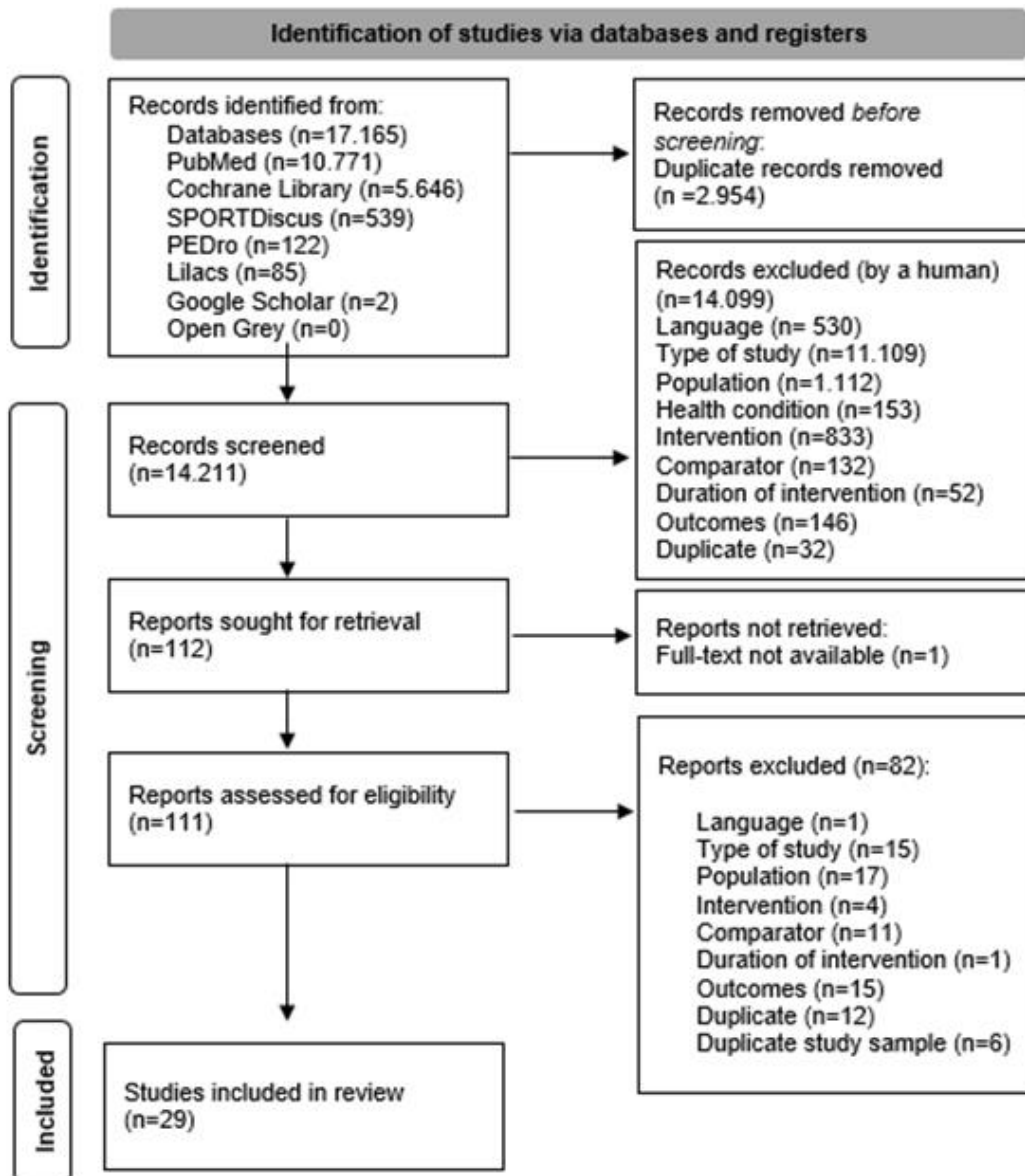 Identification of studies via databases and registers
Identification
Records identified from:
Databases (n=17.165)
PubMed (n=10.771)
Cochrane Library (n=5.646)
SPORTDiscus (n=539)
PEDro (n=122)
Lilacs (n=85)
Google Scholar (n=2)
Open Grey (n=0)
Records removed before
screening:
Duplicate records removed
(n =2.954)
Screening
Records screened
(n=14.211)
Records excluded (by a human)
(n=14.099)
Language (n= 530)
Type of study (n=11.109)
Population (n=1.112)
Health condition (n=153)
Intervention (n=833)
Comparator (n=132)
Duration of intervention (n=52)
Outcomes (n=146)
Duplicate (n=32)
Reports sought for retrieval
(n=112)
Reports not retrieved:
Full-text not available (n=1)
Reports assessed for eligibility
(n=111)
Reports excluded (n=82):
Language (n=1)
Type of study (n=15)
Population (n=17)
Intervention (n=4)
Comparator (n=11)
Duration of intervention (n=1)
Outcomes (n=15)
Duplicate (n=12)
Duplicate study sample (n=6)
Included
Studies included in review
(n=29)